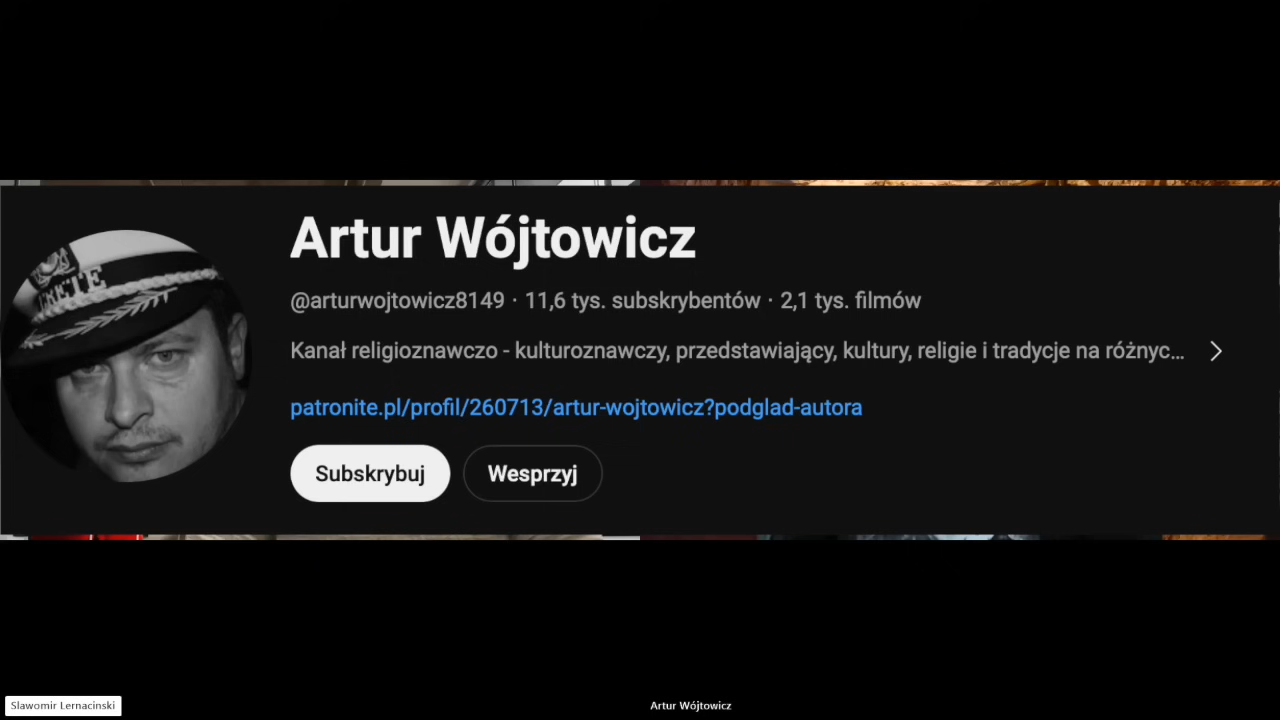 CRETE
Artur Wójtowicz
@arturwojtowicz8149 · 11,6 tys. subskrybentów · 2,1 tys. filmów
Kanał religioznawczo - kulturoznawczy, przedstawiający, kultury, religie i tradycje na różnyc...
patronite.pl/profil/260713/artur-wojtowicz?podglad-autora
Subskrybuj Wesprzyj
Slawomir Lernacinski Artur Wójtowicz